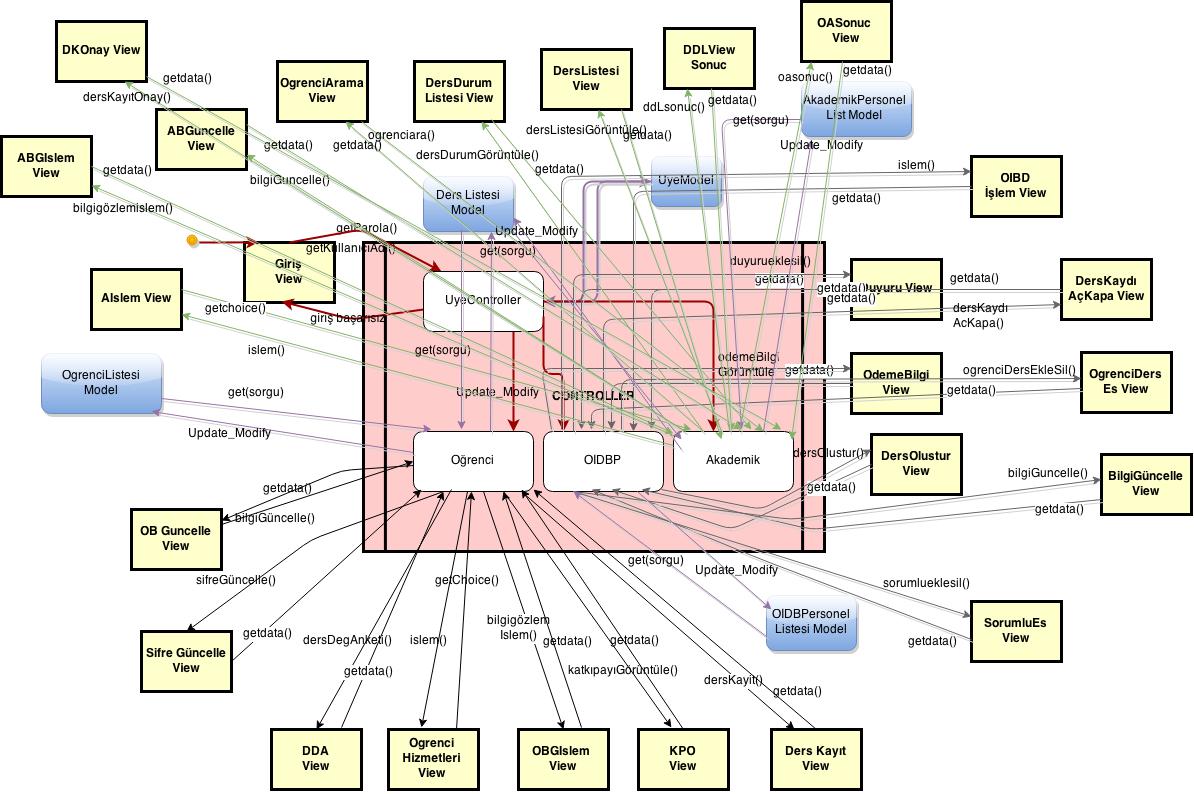 OASonuc
View
DKOnay View
DDLView
Sonuc
DersListesi
View
OgrenciArama
View
DersDurum
Listesi View
getdata()
oasonuc()
getdata()
dersKayıtOnay()
ddLsonuc()
getdata()
AkademikPersonel
List Model
ABGuncelle
View
get(sorgu)
dersListesiGörüntüle()
getdata()
ogrenciara()
getdata()
getdata()
Update_Modify
ABGIslem
View
dersDurumGörüntüle()
getdata()
getdata()
islem()
OIBD
İşlem View
bilgiGuncelle()
UyeModel
getdata()
Ders Listesi
Model
bilgigözlemislem()
getParola()
Update_Modify
getKullanıcıAdı()
get(sorgu)
duyurueklesil()
Giriş
View
getdata()
getdata()
DersKaydı
AçKapa View
Duyuru View
getdata()
getdata()
AIslem View
UyeController
getchoice()
giriş başarısız
dersKaydı
AcKapa()
islem()
get(sorgu)
odemeBilgi
Görüntüle
getdata()
ogrenciDersEkleSil()
OgrenciListesi
Model
OdemeBilgi
View
OgrenciDers
Es View
get(sorgu)
Update_Modify
CONTROLLER
getdata()
Update_Modify
Oğrenci
OIDBP
Akademik
dersOlustur()
DersOlustur
View
bilgiGuncelle()
BilgiGüncelle
View
getdata()
getdata()
getdata()
bilgiGüncelle()
OB Guncelle
View
get(sorgu)
Update_Modify
sifreGüncelle()
getChoice()
sorumlueklesil()
OIDBPersonel
Listesi Model
SorumluEs
View
bilgigözlem
Islem()
getdata()
dersDegAnketi()
islem()
getdata()
getdata()
getdata()
Sifre Güncelle
View
getdata()
katkıpayıGörüntüle()
dersKayit()
getdata()
DDA
View
Ogrenci
Hizmetleri
View
OBGIslem
View
KPO
View
Ders Kayıt
View